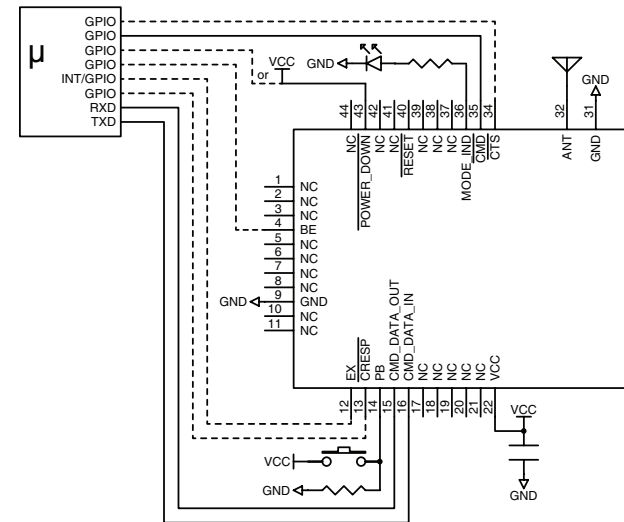 µ
GPIO
GPIO
GPIO
GPIO
INT/GPIO
GPIO
RXD
TXD
or
VCC
GND
GND
44
43
42
41
40
39
38
37
36
35
34
32
31
NC
POWER_DOWN
NC
NC
RESET
NC
NC
NC
MODE_IND
CMD
CTS
ANT
GND
1 NC
2 NC
3 NC
4 BE
5 NC
6 NC
7 NC
8 NC
GND 9 GND
10 NC
11 NC
EX
CRESP
PB
CMD_DATA_OUT
CMD_DATA_IN
NC
NC
NC
NC
NC
VCC
12
13
14
15
16
17
18
19
20
21
22
VCC
VCC
GND
GND